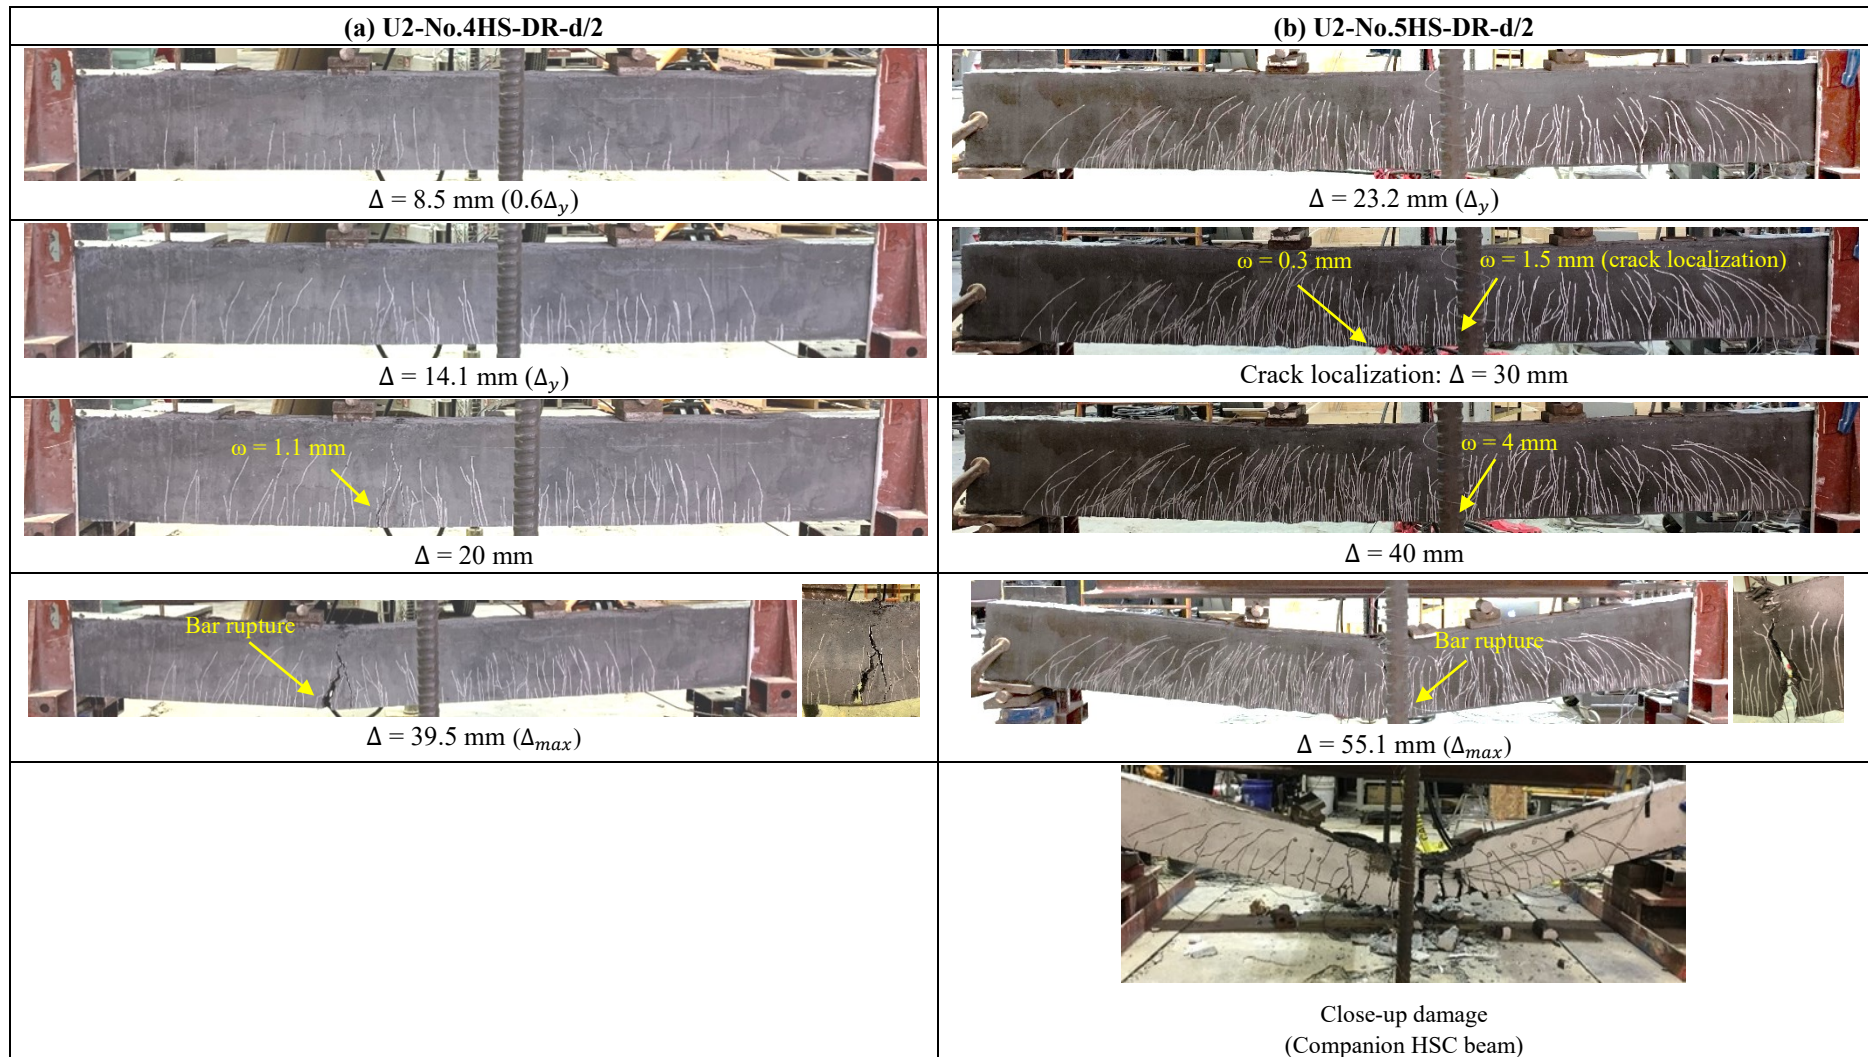 (a) U2-No.4HS-DR-d/2
(b) U2-No.5HS-DR-d/2
Δ = 8.5 mm (0.6Δy)
Δ = 23.2 mm (Δy)
Δ = 14.1 mm (Δy)
ω = 0.3 mm
ω = 1.5 mm (crack localization)
Crack localization: Δ = 30 mm
ω = 1.1 mm
Δ = 20 mm
ω = 4 mm
Δ = 40 mm
Bar rupture
Δ = 39.5 mm (Δmax)
Bar rupture
Δ = 55.1 mm (Δmax)
Close-up damage
(Companion HSC beam)